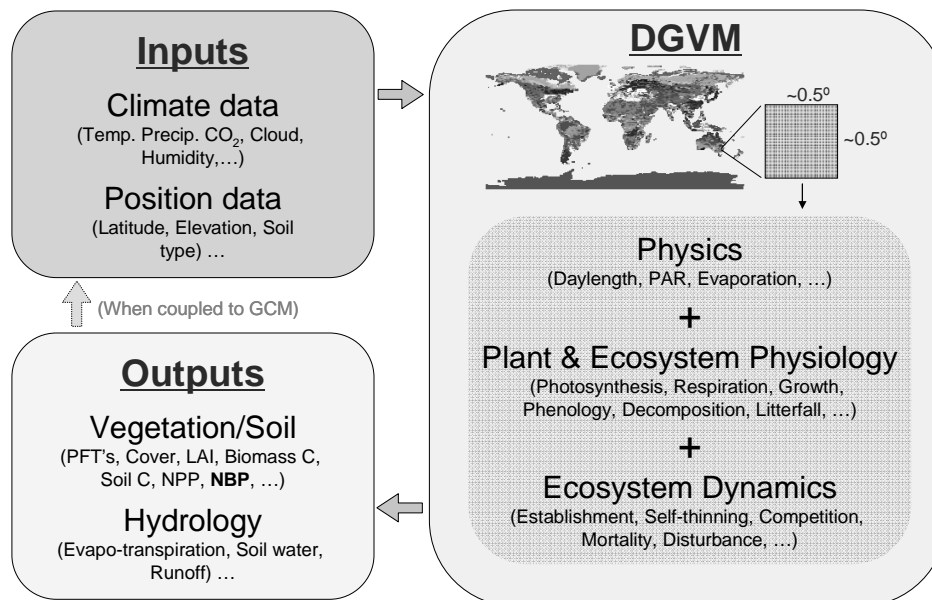 Inputs
Climate data
(Temp. Precip. CO₂, Cloud,
Humidity,…)
Position data
(Latitude, Elevation, Soil
type) …
(When coupled to GCM)
Outputs
Vegetation/Soil
(PFT's, Cover, LAI, Biomass C,
Soil C, NPP, NBP, …)
Hydrology
(Evapo-transpiration, Soil water,
Runoff) …
DGVM
~0.5º
~0.5º
Physics
(Daylength, PAR, Evaporation, …)
+
Plant & Ecosystem Physiology
(Photosynthesis, Respiration, Growth,
Phenology, Decomposition, Litterfall, …)
+
Ecosystem Dynamics
(Establishment, Self-thinning, Competition,
Mortality, Disturbance, …)